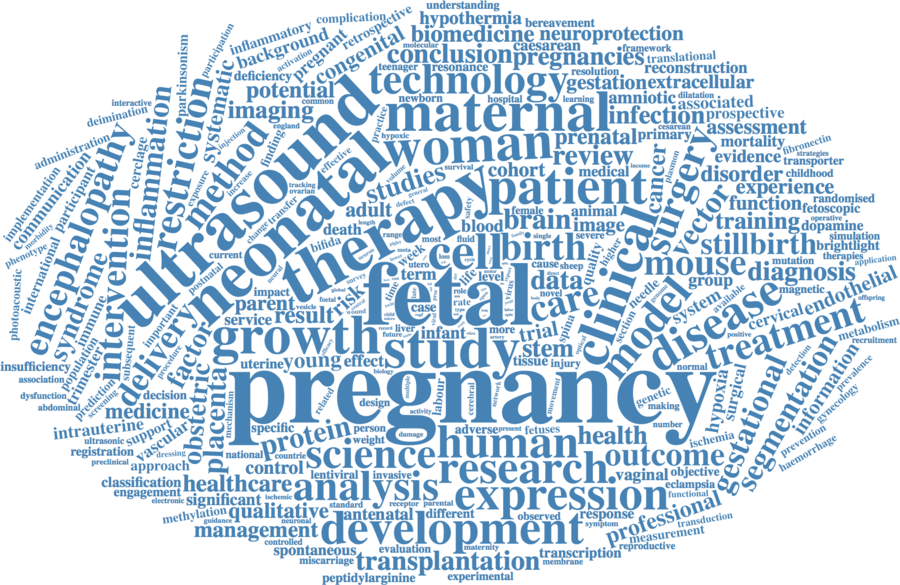 understanding
complication
hypothermia
bereavement
inflammatory
retrospective
biomedicine
neuroprotection
participation
background
congenital
molecular
caesarean
framework
activation
pregnant
conclusion
pregnancies
translational
parkinsonism
deficiency
teenager
resonance
resolution
reconstruction
systematic
potential
technology
gestation
extracellular
interactive
common
newborn
hospital
learning
amniotic
dilatation
associated
deimination
restriction
imaging
ultrasound
practice
maternal
infection
cesarean
prospective
injection
england
hypoxic
prenatal
primary
assessment
administration
cerclage
inflammation
method
finding
effective
woman
review
mortality
fibronectin
communication
exposure
increase
neonatal
volume
survival
cohort
medical
income
cancer
plasmon
evidence
strategies
transporter
implementation
participant
encephalopathy
tracking
ovarian
studies
defect
general
therapy
safety
patient
surgery
disorder
childhood
morbidity
change
transfer
adult
length
female
animal
experience
randomised
phenotype
international
intervention
death
range
blood
single
brain
image
vector
function
fetoscopic
bifida
week
most
fluid
cell
birth
severe
higher
training
operative
dopamine
syndrome
immune
postnatal
current
neural
utero
term
cause
sheep
quality
clinical
stillbirth
simulation
brightlight
photoacoustic
impact
risk
life
level
data
mouse
mutation
therapies
parent
vesicle
foetal
fetal
case
role
rate
body
novel
care
needle
group
diagnosis
application
delivery
important
service
result
record
liver
infant
more
trial
spina
section
system
available
magnetic
endothelial
offspring
population
trimester
subsequent
factor
growth
future
study
stem
optical
model
disease
cervical
positive
treatment
metabolism
insufficiency
prediction
procedure
uterine
young
effect
biology
artery
tissue
injury
normal
recruitment
association
screening
obstetric
placenta
pregnancy
hypoxia
surgical
detection
prevalence
dysfunction
decision
mechanism
related
design
multiple
activity
labour
cerebral
network
movement
genetic
making
gestational
segmentation
information
gynecology
abdominal
medicine
specific
protein
person
damage
adverse
present
fetuses
number
prevention
intrauterine
support
vascular
weight
human
health
ischemia
haemorrhage
ultrasonic
registration
dressing
national
countrie
science
research
outcome
preclinical
approach
control
lentiviral
invasive
vaginal
objective
classification
healthcare
ischemic
analysis
expression
eclampsia
functional
engagement
electronic
significant
standard
receptor
parental
professional
methylation
guidance
qualitative
neuronal
antenatal
different
observed
response
symptom
transduction
management
controlled
development
measurement
reproductive
spontaneous
evaluation
maternity
transcription
miscarriage
transplantation
membrane
peptidylarginine
experimental